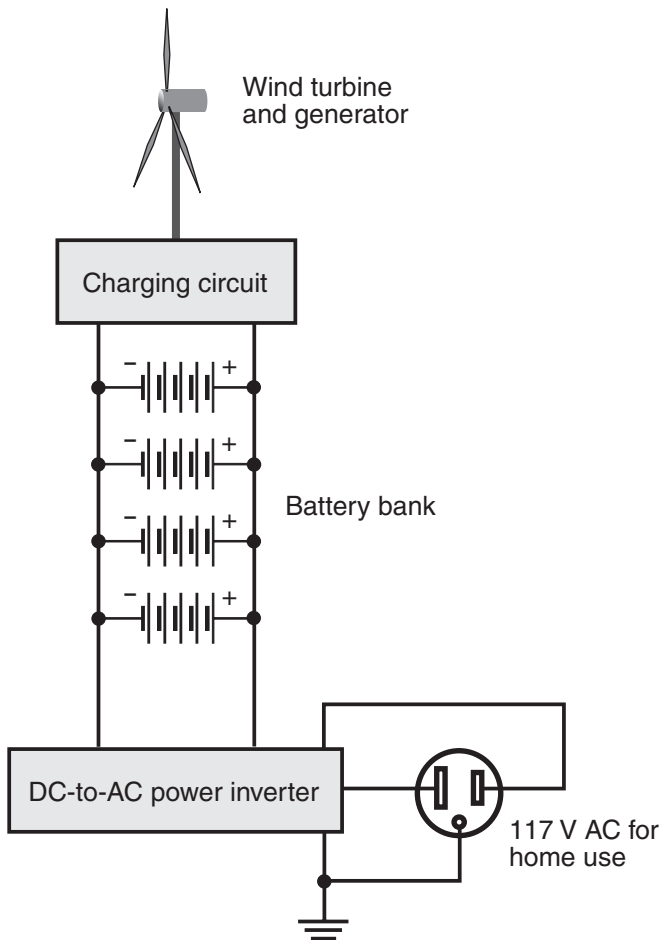 Wind turbine
and generator
Charging circuit
− +
− +
Battery bank
− +
− +
DC-to-AC power inverter
117 V AC for
home use